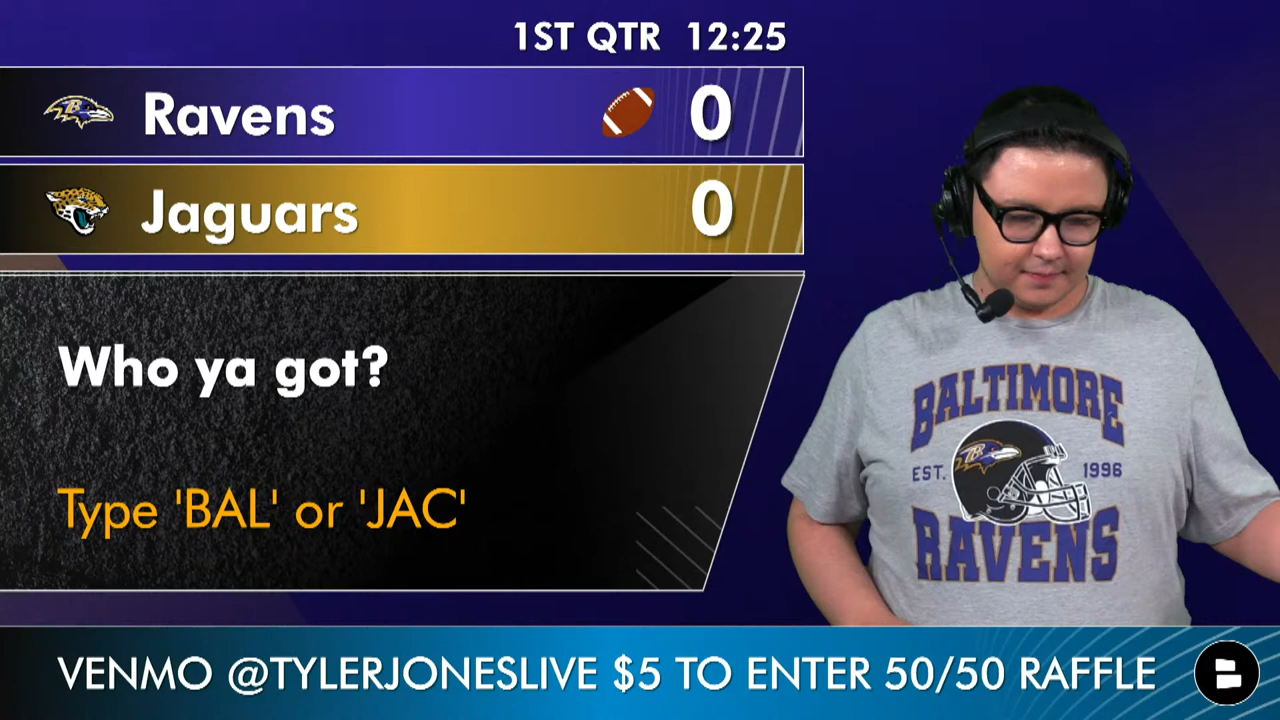 1ST QTR 12:25
Ravens 0
Jaguars 0
Who ya got?
Type 'BAL' or 'JAC'
BALTIMORE
EST. 1996
RAVENS
VENMO @TYLERJONESLIVE $5 TO ENTER 50/50 RAFFLE